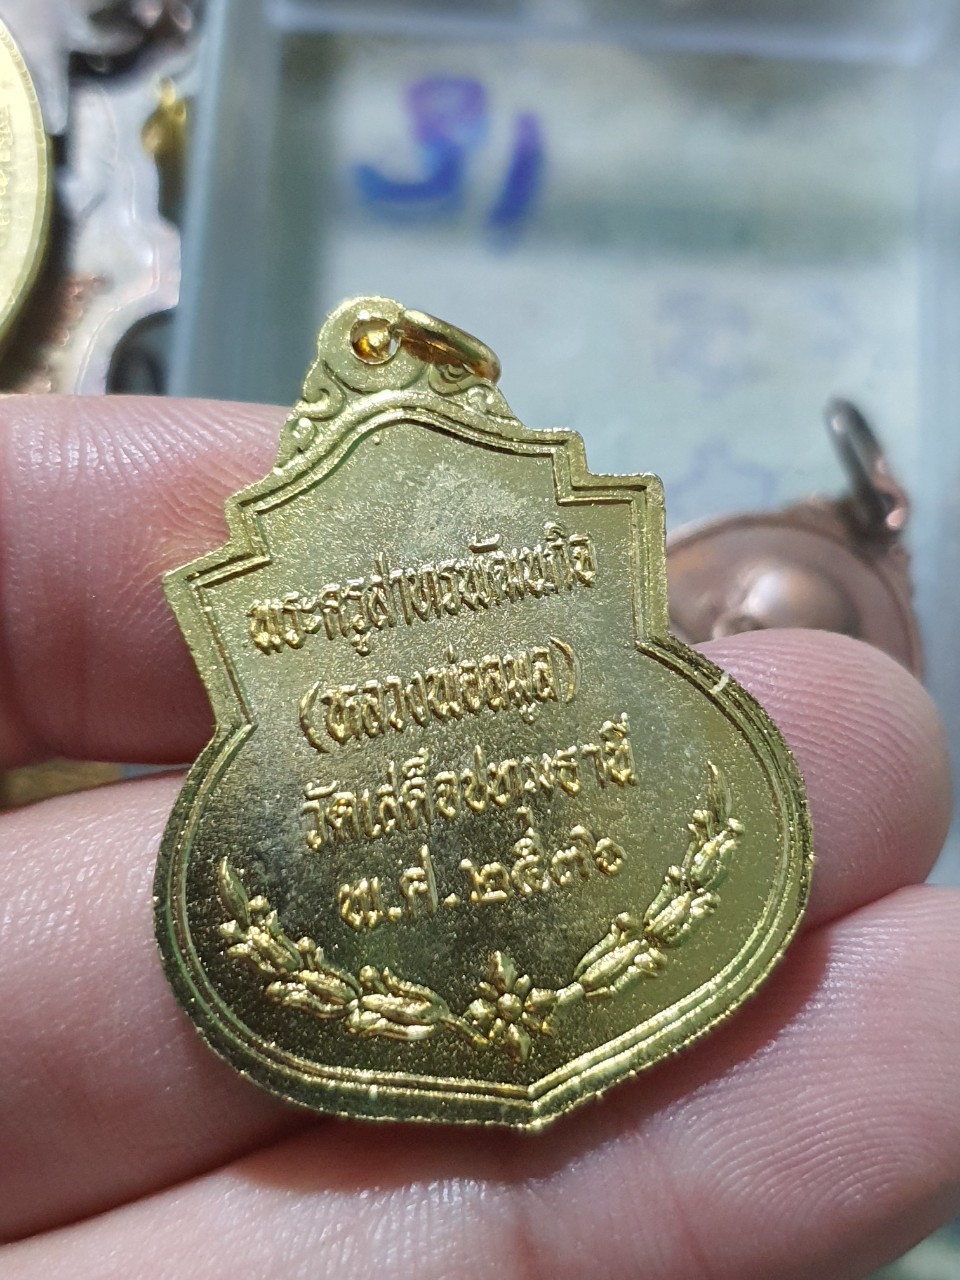 พระครูสาทรพัฒนกิจ
(หลวงพ่อลมูล)
วัดเสด็จปทุมธานี
พ.ศ.๒๕๓๖